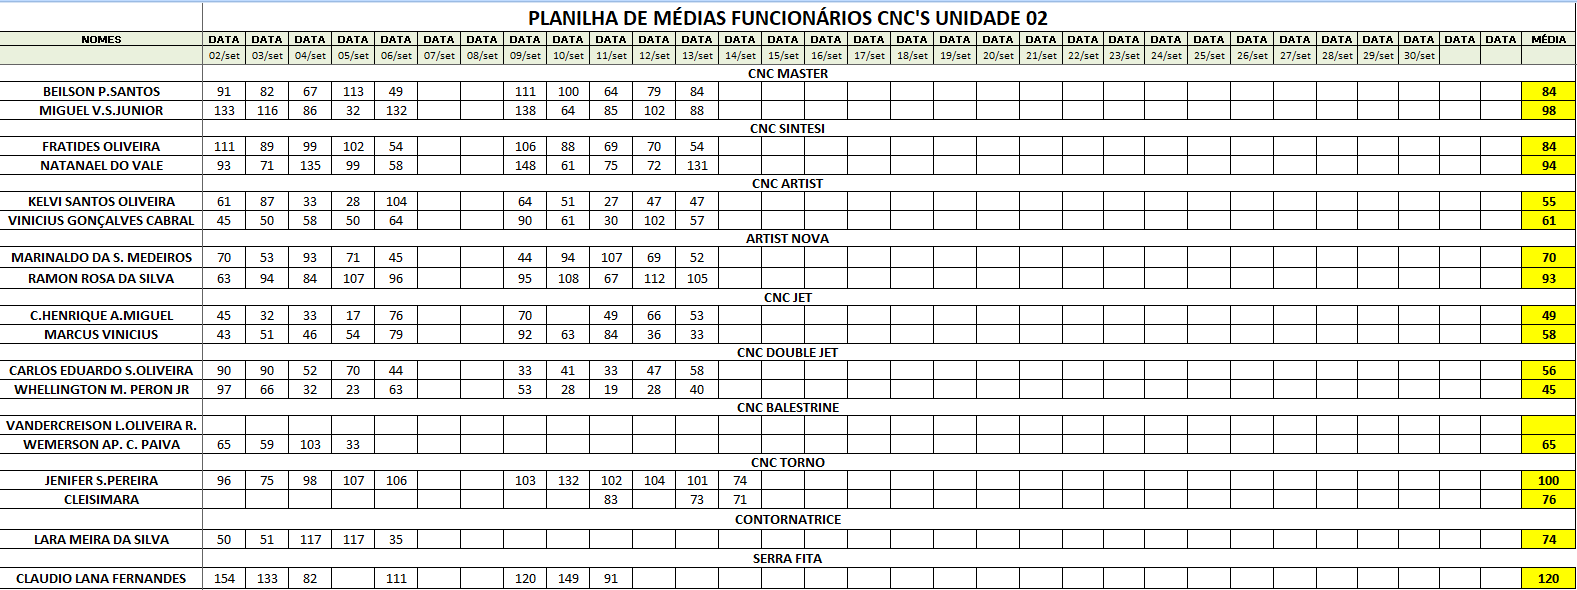 PLANILHA DE MÉDIAS FUNCIONÁRIOS CNC'S UNIDADE 02
NOMES DATA DATA DATA DATA DATA DATA DATA DATA DATA DATA DATA DATA DATA DATA DATA DATA DATA DATA DATA DATA DATA DATA DATA DATA DATA DATA DATA DATA DATA DATA DATA MÉDIA
02/set 03/set 04/set 05/set 06/set 07/set 08/set 09/set 10/set 11/set 12/set 13/set 14/set 15/set 16/set 17/set 18/set 19/set 20/set 21/set 22/set 23/set 24/set 25/set 26/set 27/set 28/set 29/set 30/set
CNC MASTER
BEILSON P.SANTOS 91 82 67 113 49 111 100 64 79 84 84
MIGUEL V.S.JUNIOR 133 116 86 32 132 138 64 85 102 88 98
CNC SINTESI
FRATIDES OLIVEIRA 111 89 99 102 54 106 88 69 70 54 84
NATANAEL DO VALE 93 71 135 99 58 148 61 75 72 131 94
CNC ARTIST
KELVI SANTOS OLIVEIRA 61 87 33 28 104 64 51 27 47 47 55
VINICIUS GONÇALVES CABRAL 45 50 58 50 64 90 61 30 102 57 61
ARTIST NOVA
MARINALDO DA S. MEDEIROS 70 53 93 71 45 44 94 107 69 52 70
RAMON ROSA DA SILVA 63 94 84 107 96 95 108 67 112 105 93
CNC JET
C.HENRIQUE A.MIGUEL 45 32 33 17 76 70 49 66 53 49
MARCUS VINICIUS 43 51 46 54 79 92 63 84 36 33 58
CNC DOUBLE JET
CARLOS EDUARDO S.OLIVEIRA 90 90 52 70 44 33 41 33 47 58 56
WHELLINGTON M. PERON JR 97 66 32 23 63 53 28 19 28 40 45
CNC BALESTRINE
VANDERCREISON L.OLIVEIRA R.
WEMERSON AP. C. PAIVA 65 59 103 33 65
CNC TORNO
JENIFER S.PEREIRA 96 75 98 107 106 103 132 102 104 101 74 100
CLEISIMARA 83 73 71 76
CONTORNATRICE
LARA MEIRA DA SILVA 50 51 117 117 35 74
SERRA FITA
CLAUDIO LANA FERNANDES 154 133 82 111 120 149 91 120